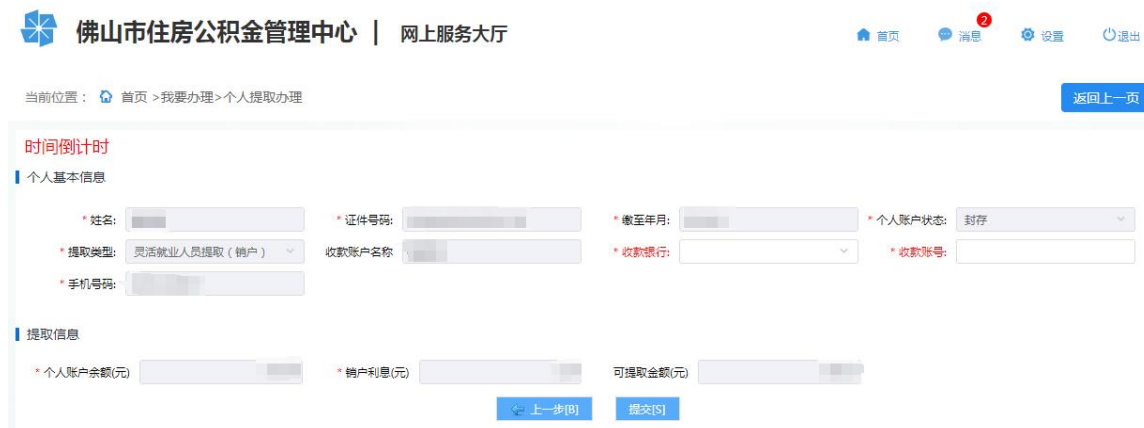 佛山市住房公积金管理中心 | 网上服务大厅
首页 消息 2 设置 退出
当前位置： 首页 >我要办理>个人提取办理
返回上一页
时间倒计时
个人基本信息
* 姓名: * 证件号码: * 缴至年月: * 个人账户状态: 封存
* 提取类型: 灵活就业人员提取（销户） 收款账户名称 * 收款银行: * 收款账号:
* 手机号码:
提取信息
* 个人账户余额(元) * 销户利息(元) 可提取金额(元)
上一步[B] 提交[S]